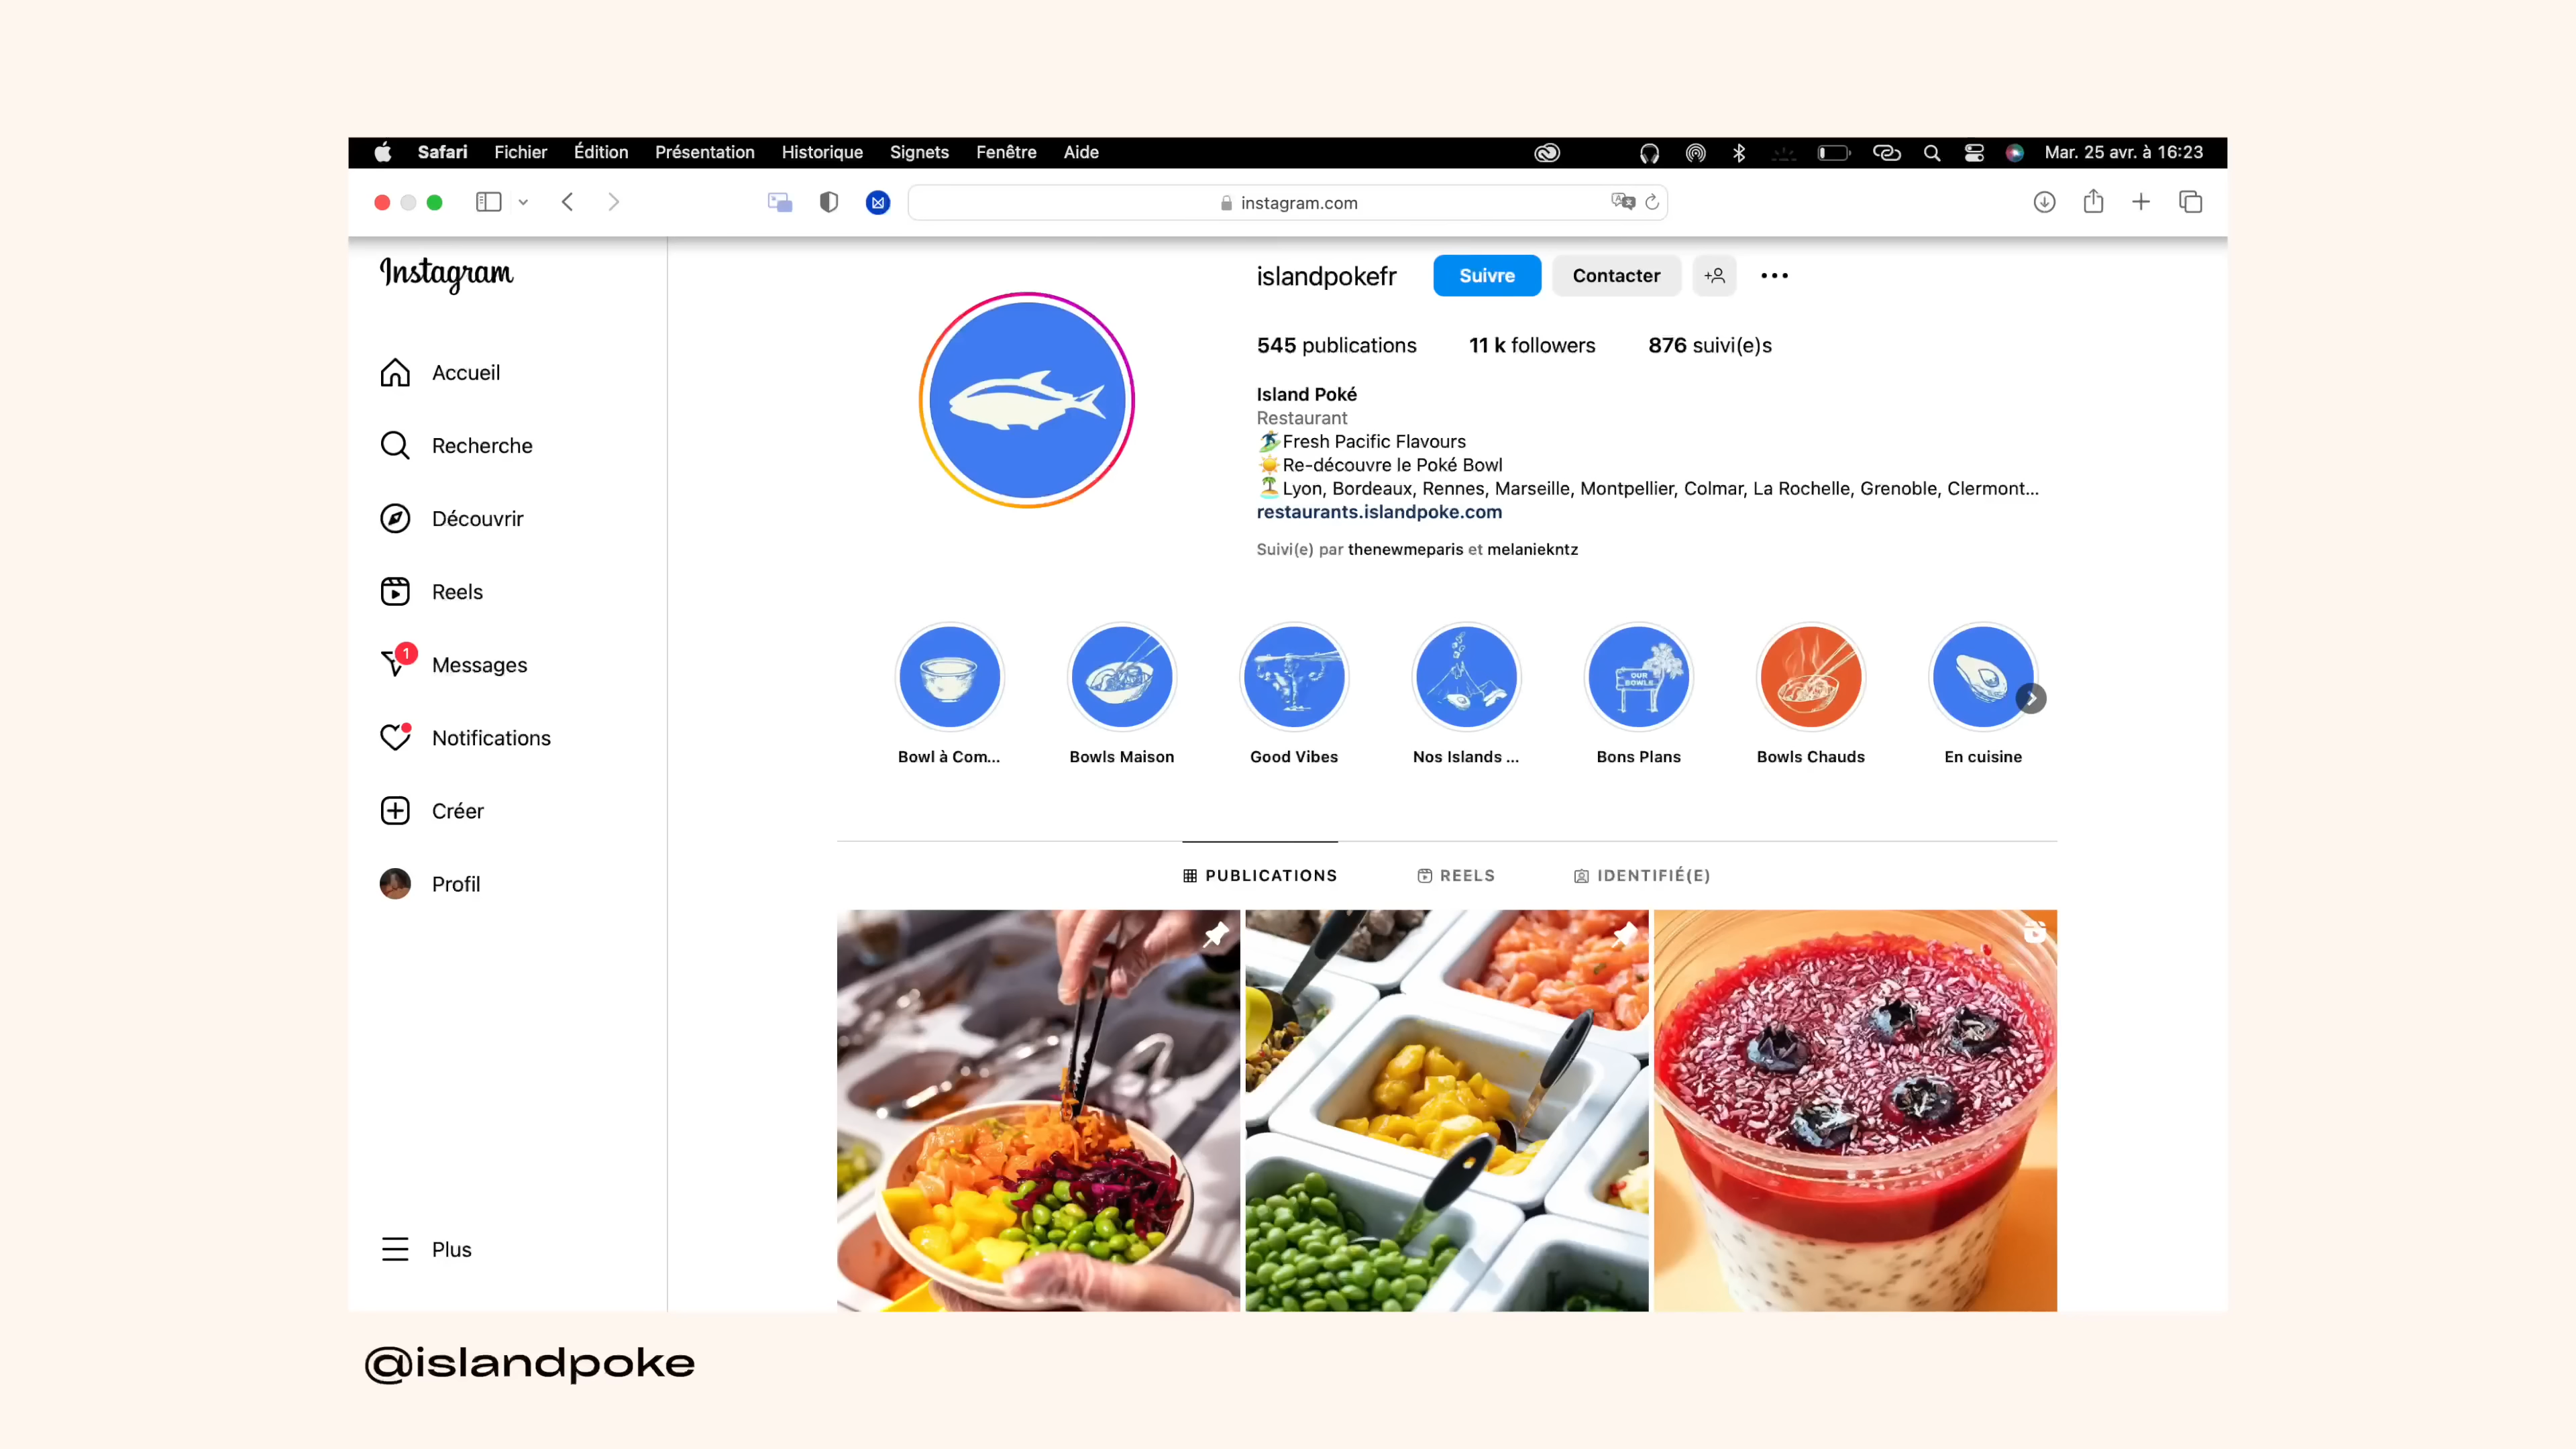 Safari Fichier Édition Présentation Historique Signets Fenêtre Aide Mar. 25 avr. à 16:23
instagram.com
Instagram
Accueil
Recherche
Découvrir
Reels
1
Messages
Notifications
Créer
Profil
Plus
islandpokefr Suivre Contacter
545 publications 11 k followers 876 suivi(e)s
Island Poké
Restaurant
Fresh Pacific Flavours
Re-découvre le Poké Bowl
Lyon, Bordeaux, Rennes, Marseille, Montpellier, Colmar, La Rochelle, Grenoble, Clermont...
restaurants.islandpoke.com
Suivi(e) par thenewmeparis et melaniekntz
OUR
BOWLS
Bowl à Com... Bowls Maison Good Vibes Nos Islands ... Bons Plans Bowls Chauds En cuisine
PUBLICATIONS REELS IDENTIFIÉ(E)
@islandpoke